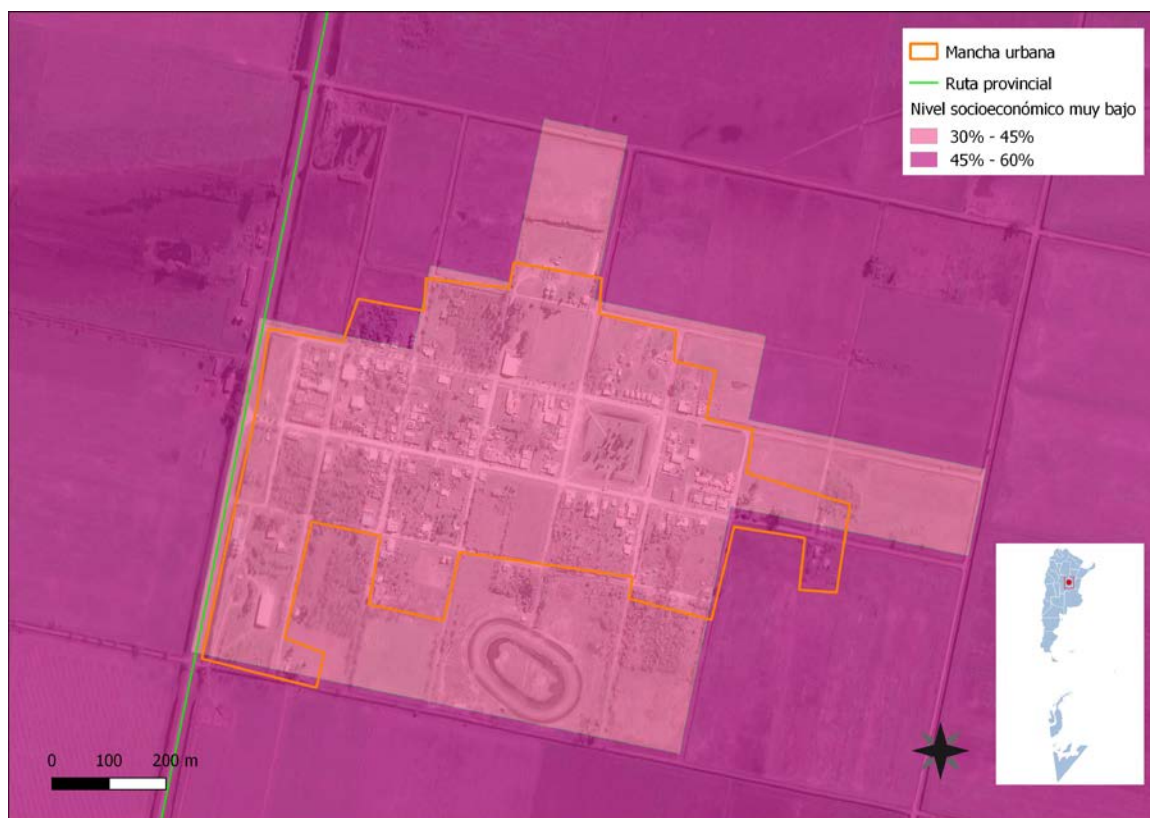 Mancha urbana
Ruta provincial
Nivel socioeconómico muy bajo
30% - 45%
45% - 60%
0 100 200 m